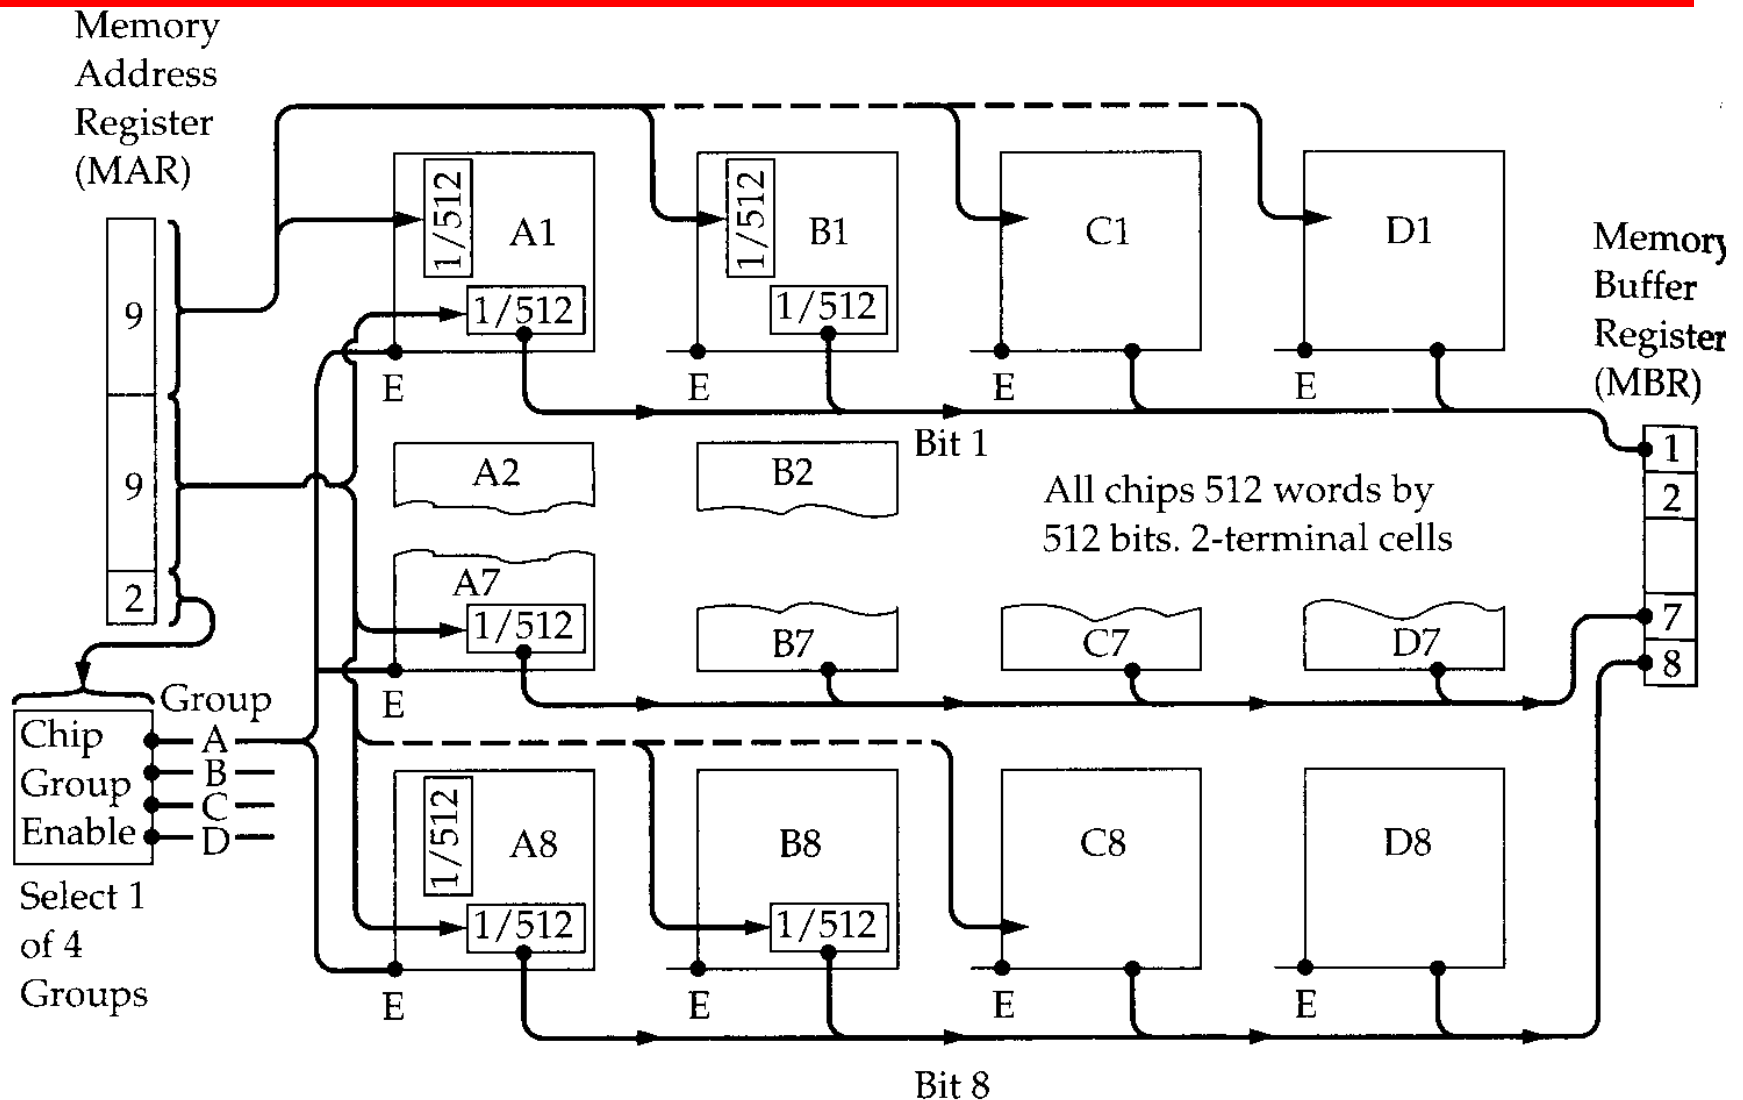 Memory
Address
Register
(MAR)
9
9
2
Chip
Group
Enable
Group
A
B
C
D
Select 1
of 4
Groups
1/512
A1
1/512
E
1/512
B1
1/512
E
C1
E
D1
E
Bit 1
A2
B2
All chips 512 words by
512 bits. 2-terminal cells
A7
1/512
E
B7
C7
D7
1/512
A8
1/512
E
B8
1/512
E
C8
E
D8
E
Bit 8
Memory
Buffer
Register
(MBR)
1
2
7
8